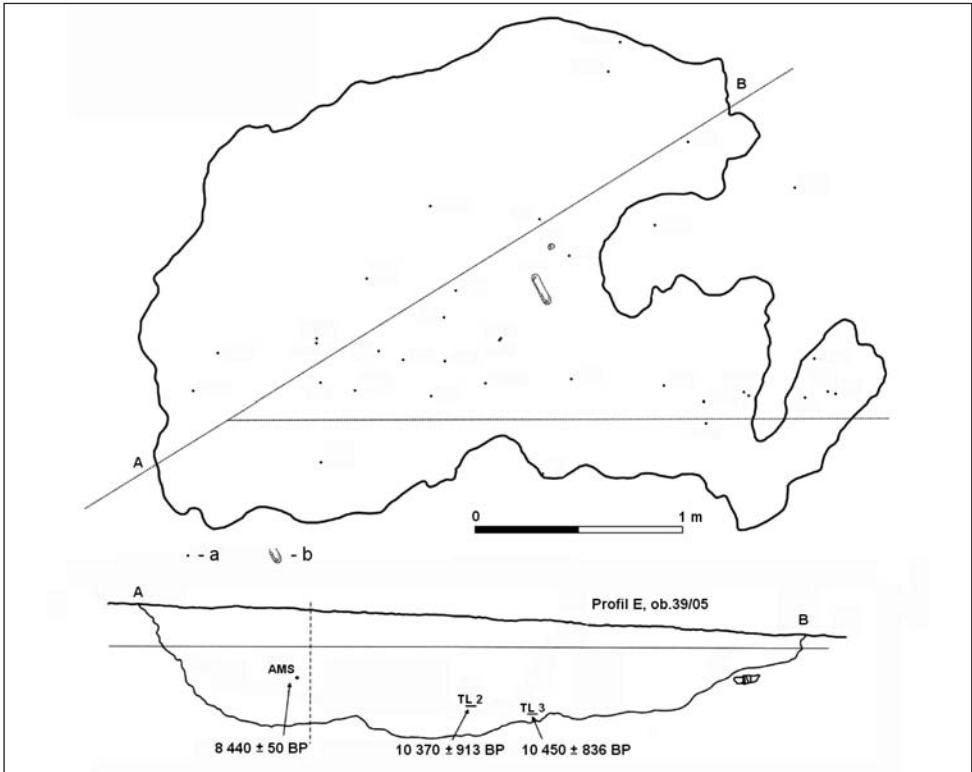 B
A
0 1 m
- a - b
A
Profil E, ob.39/05
B
AMS
TL 2
TL 3
8 440 ± 50 BP
10 370 ± 913 BP
10 450 ± 836 BP